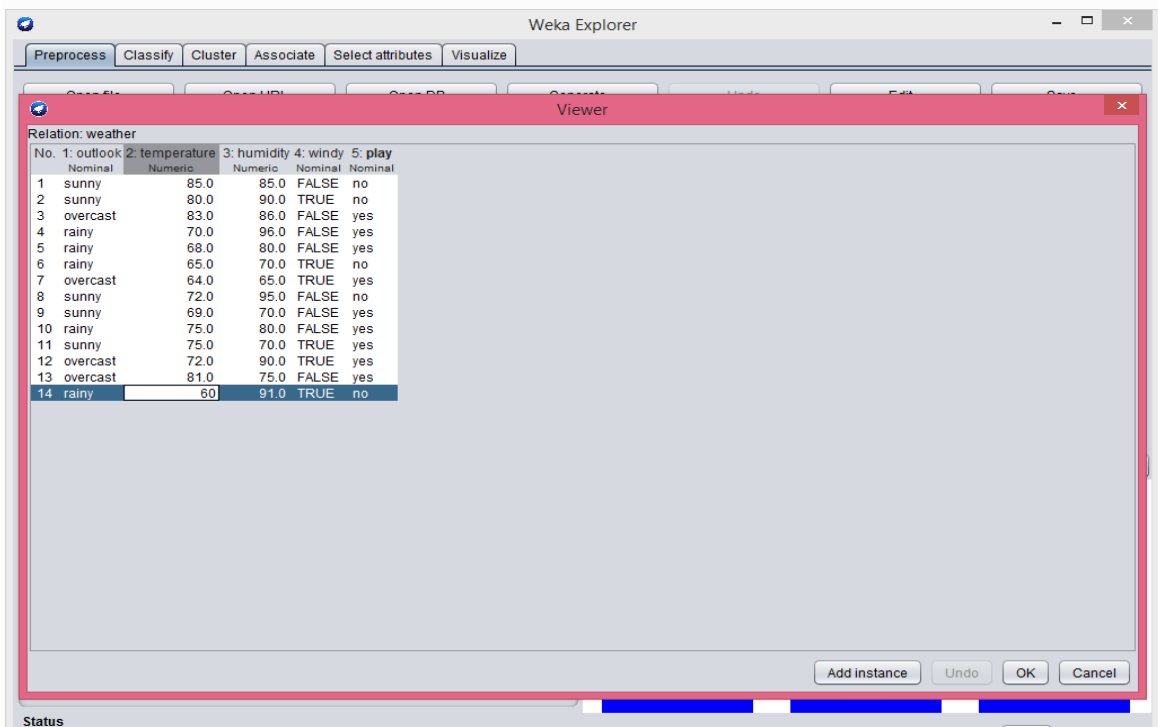 Weka Explorer
Preprocess Classify Cluster Associate Select attributes Visualize
Viewer
Relation: weather
No. 1: outlook 2: temperature 3: humidity 4: windy 5: play
Nominal Numeric Numeric Nominal Nominal
1 sunny 85.0 85.0 FALSE no
2 sunny 80.0 90.0 TRUE no
3 overcast 83.0 86.0 FALSE yes
4 rainy 70.0 96.0 FALSE yes
5 rainy 68.0 80.0 FALSE yes
6 rainy 65.0 70.0 TRUE no
7 overcast 64.0 65.0 TRUE yes
8 sunny 72.0 95.0 FALSE no
9 sunny 69.0 70.0 FALSE yes
10 rainy 75.0 80.0 FALSE yes
11 sunny 75.0 70.0 TRUE yes
12 overcast 72.0 90.0 TRUE yes
13 overcast 81.0 75.0 FALSE yes
14 rainy 60 91.0 TRUE no
Add instance Undo OK Cancel
Status